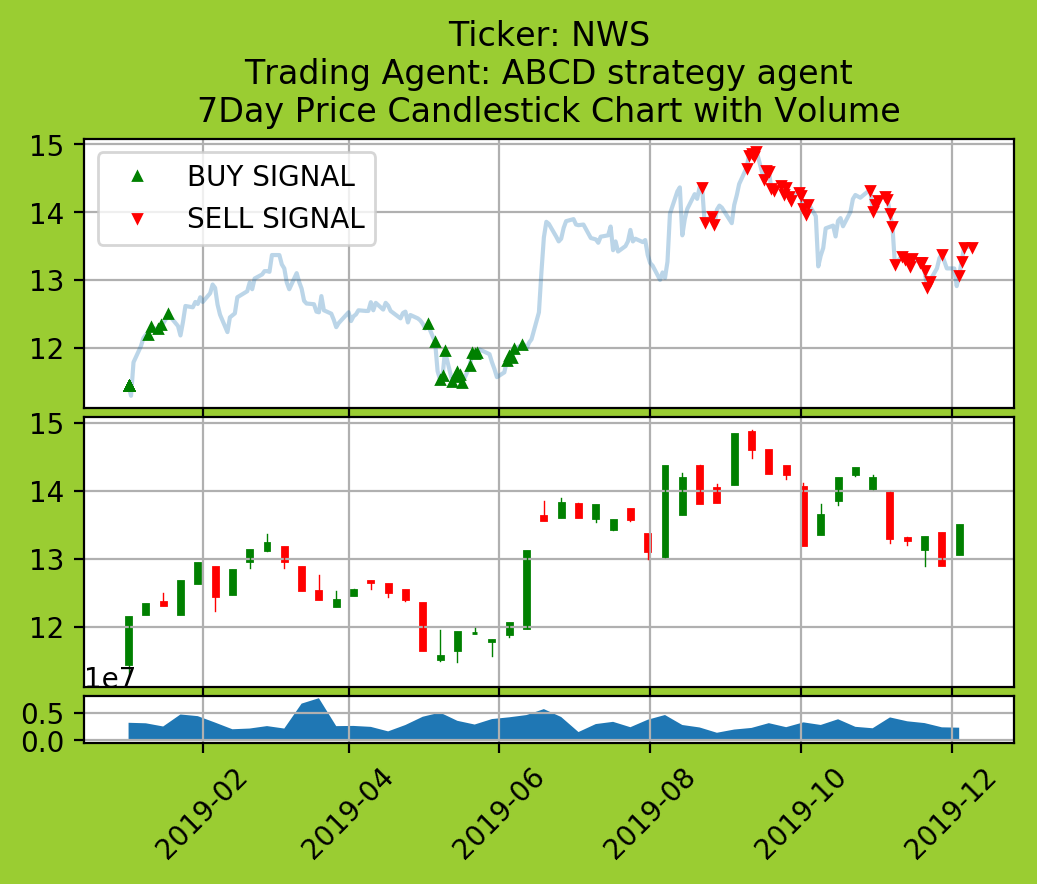 Ticker: NWS
Trading Agent: ABCD strategy agent
7Day Price Candlestick Chart with Volume
15
14
13
12
BUY SIGNAL
SELL SIGNAL
15
14
13
12
1e7
0.5
0.0
2019-02
2019-04
2019-06
2019-08
2019-10
2019-12